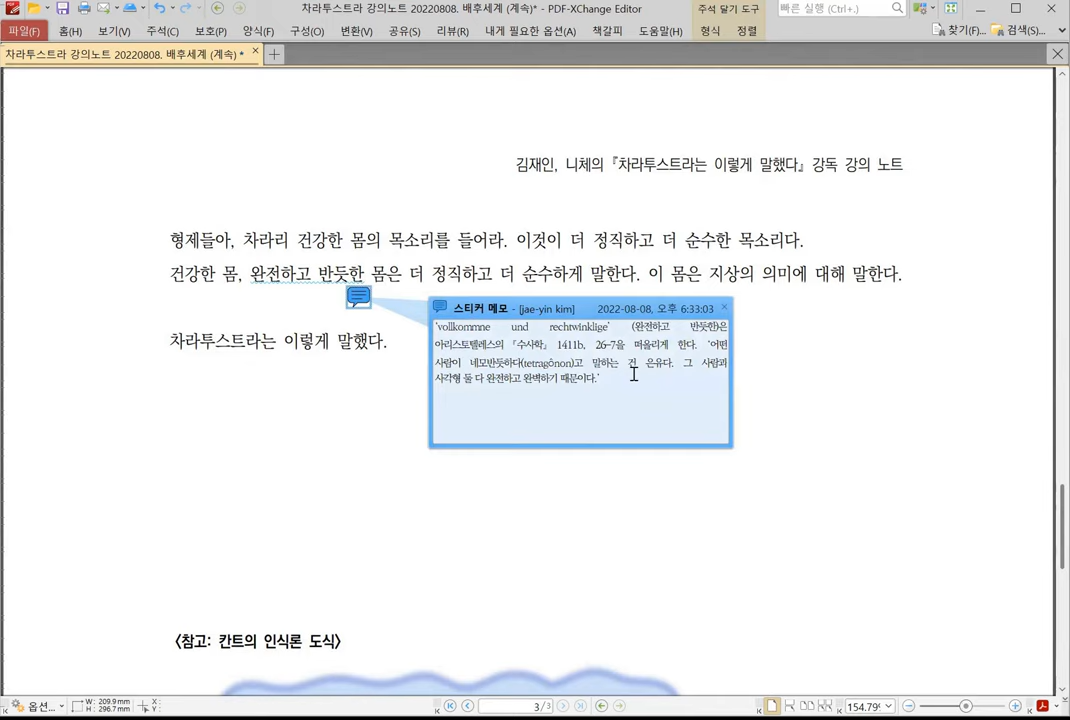 차라투스트라 강의노트 20220808. 배후세계 (계속)* - PDF-XChange Editor
주석 달기 도구
빠른 실행 (Ctrl+.)
파일(F) 홈(H) 보기(V) 주석(C) 보호(P) 양식(F) 구성(O) 변환(V) 공유(S) 리뷰(R) 내게 필요한 옵션(A) 책갈피 도움말(H) 형식 정렬
찾기(F)... 검색(S)...
차라투스트라 강의노트 20220808. 배후세계 (계속) *
김재인, 니체의 『차라투스트라는 이렇게 말했다』 강독 강의 노트
형제들아, 차라리 건강한 몸의 목소리를 들어라. 이것이 더 정직하고 더 순수한 목소리다.
건강한 몸, 완전하고 반듯한 몸은 더 정직하고 더 순수하게 말한다. 이 몸은 지상의 의미에 대해 말한다.
스티커 메모 - [jae-yin kim] 2022-08-08, 오후 6:33:03
'vollkommne und rechtwinklige' (완전하고 반듯한)은
아리스토텔레스의 『수사학』 1411b, 26-7을 떠올리게 한다. '어떤
사람이 네모반듯하다(tetragônon)고 말하는 건 은유다. 그 사람과
사각형 둘 다 완전하고 완벽하기 때문이다.'
차라투스트라는 이렇게 말했다.
〈참고: 칸트의 인식론 도식〉
옵션... W: 209.9 mm X:
H: 296.7 mm Y:
3/3
154.79%